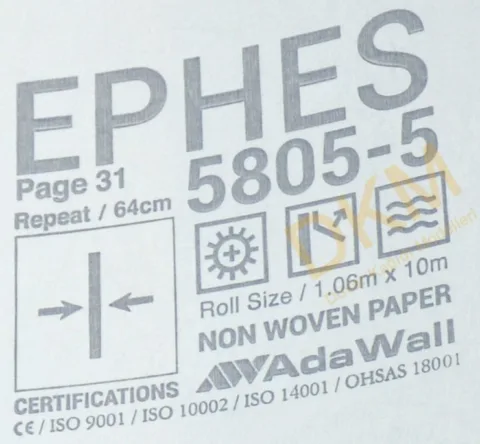 EPHES
Page 31
5805-5
Repeat / 64cm
Roll Size / 1.06m x 10m
NON WOVEN PAPER
AdaWall
CERTIFICATIONS
CE / ISO 9001 / ISO 10002 / ISO 14001 / OHSAS 18001
DKM